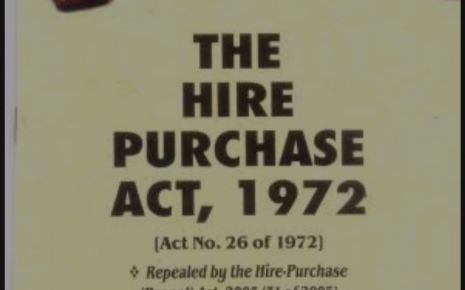 THE
HIRE
PURCHASE
ACT, 1972
[Act No. 26 of 1972]
❖ Repealed by the Hire-Purchase